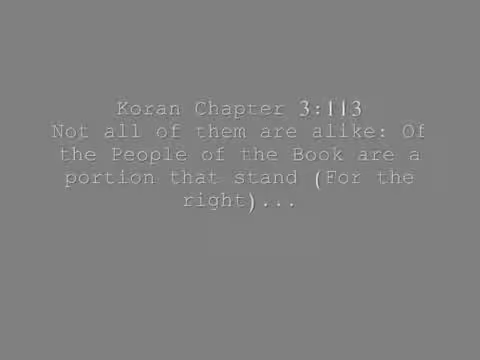 Koran Chapter 3:113
Not all of them are alike: Of
the People of the Book are a
portion that stand (For the
right)...